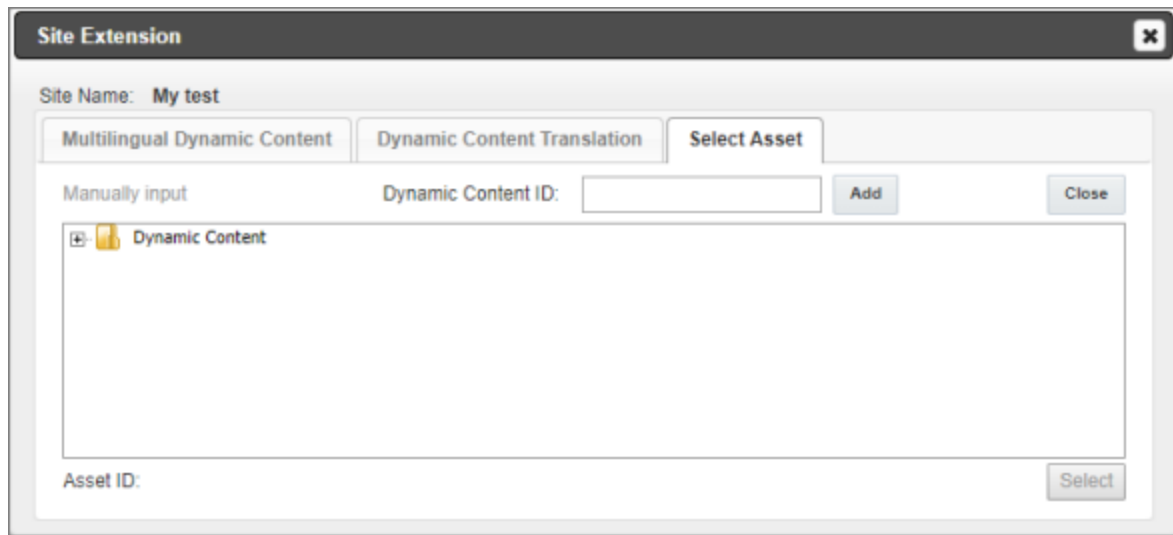 Site Extension
Site Name: My test
Multilingual Dynamic Content Dynamic Content Translation Select Asset
Manually input Dynamic Content ID: Add Close
Dynamic Content
Asset ID: Select